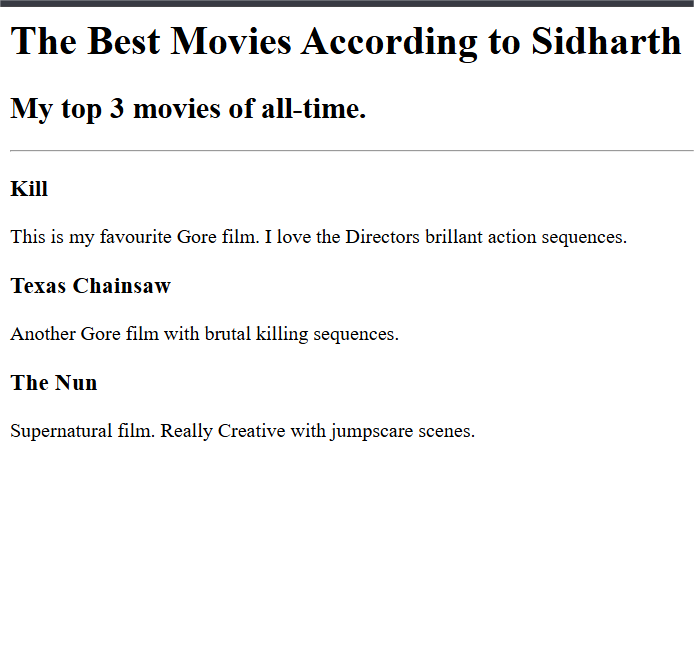 The Best Movies According to Sidharth
My top 3 movies of all-time.
Kill
This is my favourite Gore film. I love the Directors brillant action sequences.
Texas Chainsaw
Another Gore film with brutal killing sequences.
The Nun
Supernatural film. Really Creative with jumpscare scenes.